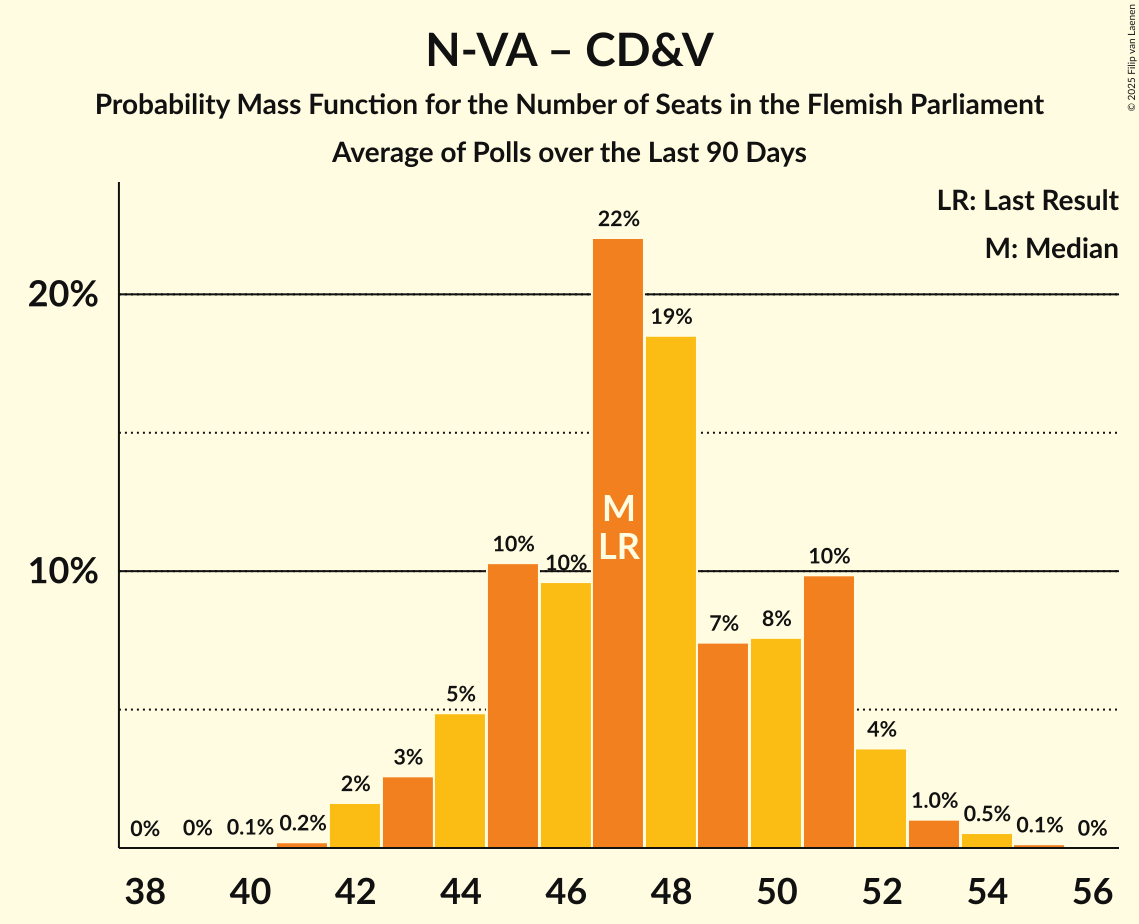 N-VA – CD&V
Probability Mass Function for the Number of Seats in the Flemish Parliament
Average of Polls over the Last 90 Days
© 2025 Filip van Laenen
LR: Last Result
M: Median
20%
10%
0%
0%
0.1%
0.2%
2%
3%
5%
10%
10%
22%
19%
7%
8%
10%
4%
1.0%
0.5%
0.1%
0%
M
LR
38 40 42 44 46 48 50 52 54 56